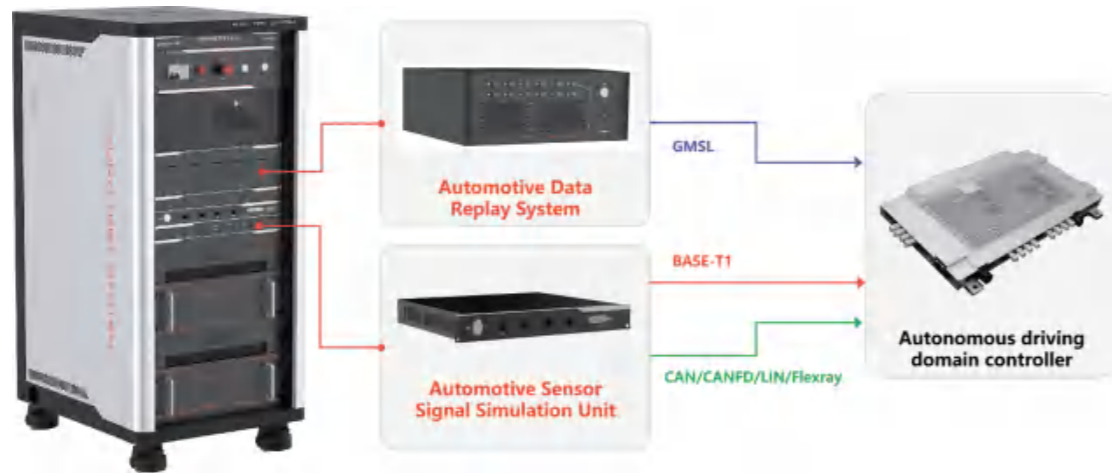 Automotive Data
Replay System
GMSL
BASE-T1
Automotive Sensor
Signal Simulation Unit
CAN/CANFD/LIN/Flexray
Autonomous driving
domain controller